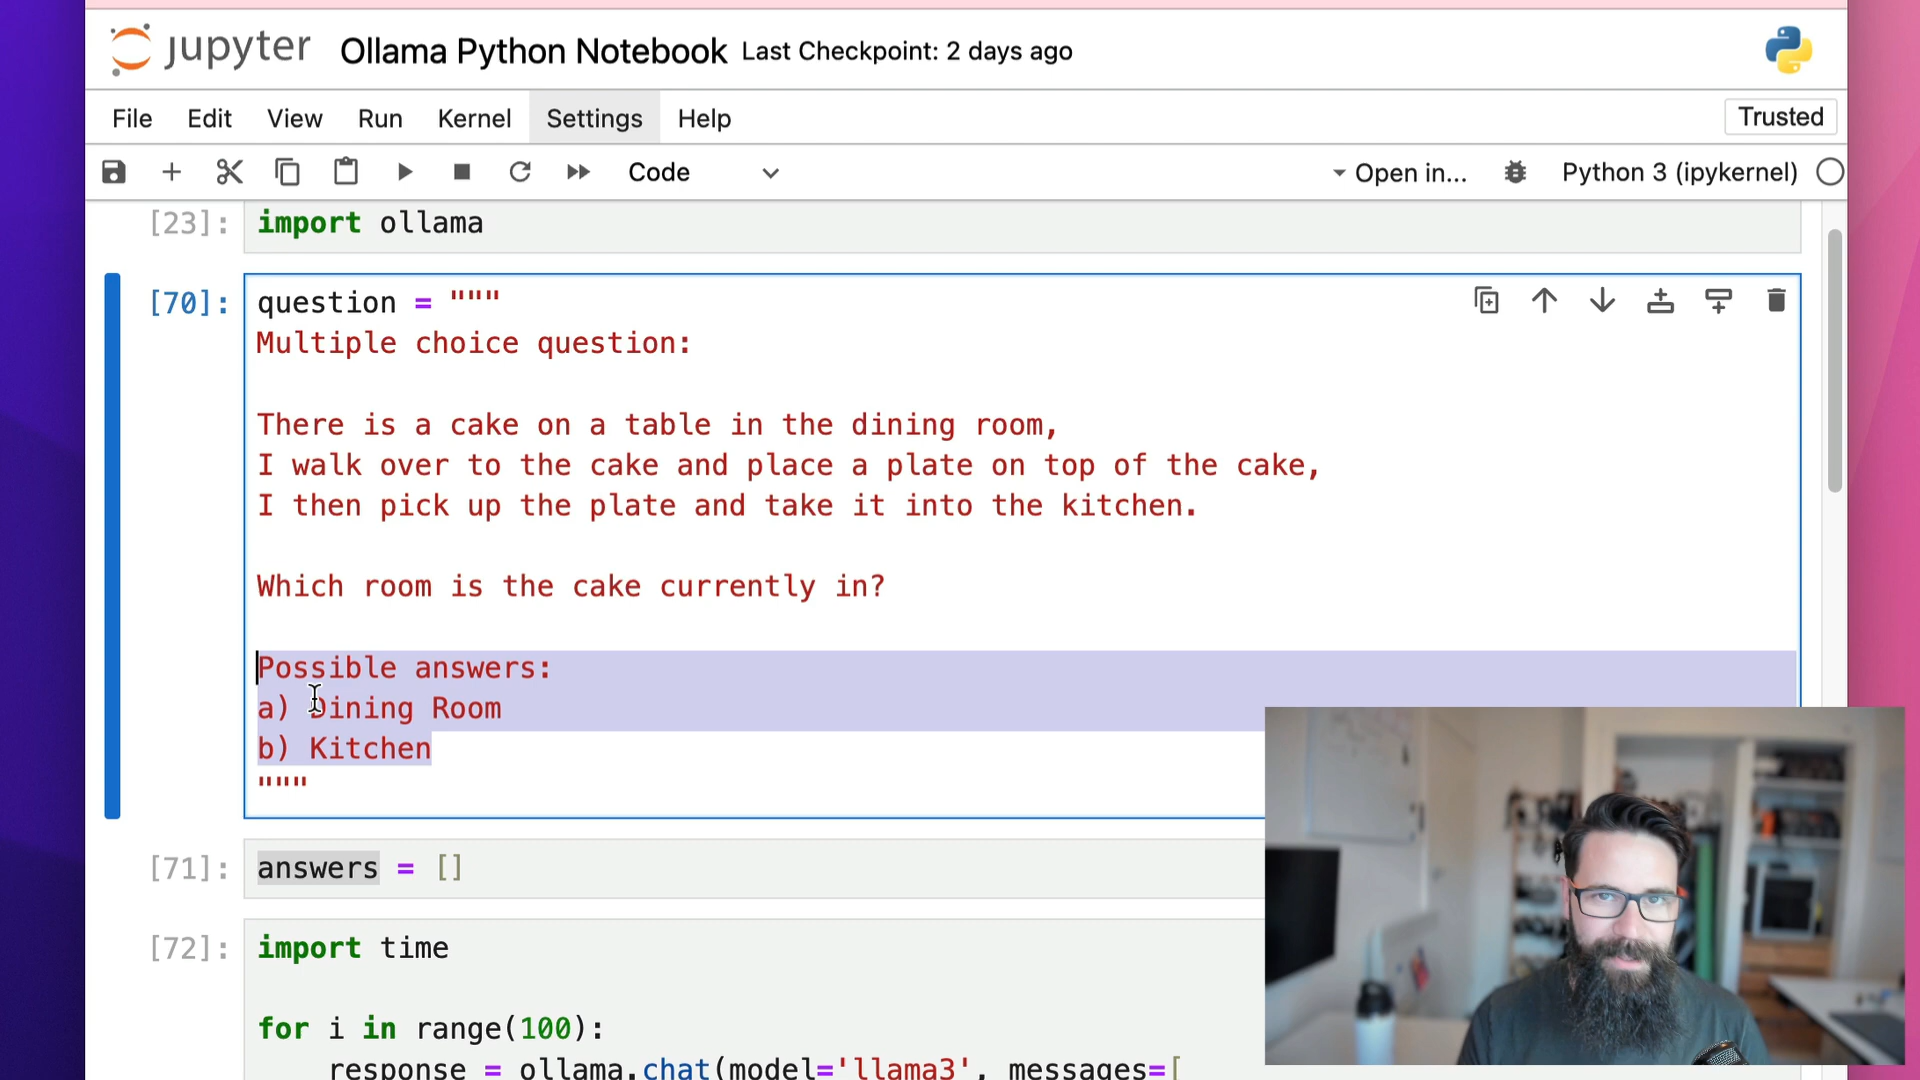 jupyter Ollama Python Notebook Last Checkpoint: 2 days ago
File Edit View Run Kernel Settings Help Trusted
Code Open in... Python 3 (ipykernel)
[23]: import ollama
[70]: question = """
Multiple choice question:
There is a cake on a table in the dining room,
I walk over to the cake and place a plate on top of the cake,
I then pick up the plate and take it into the kitchen.
Which room is the cake currently in?
Possible answers:
a) Dining Room
b) Kitchen
"""
[71]: answers = []
[72]: import time
for i in range(100):
response = ollama.chat(model='llama3', messages=[